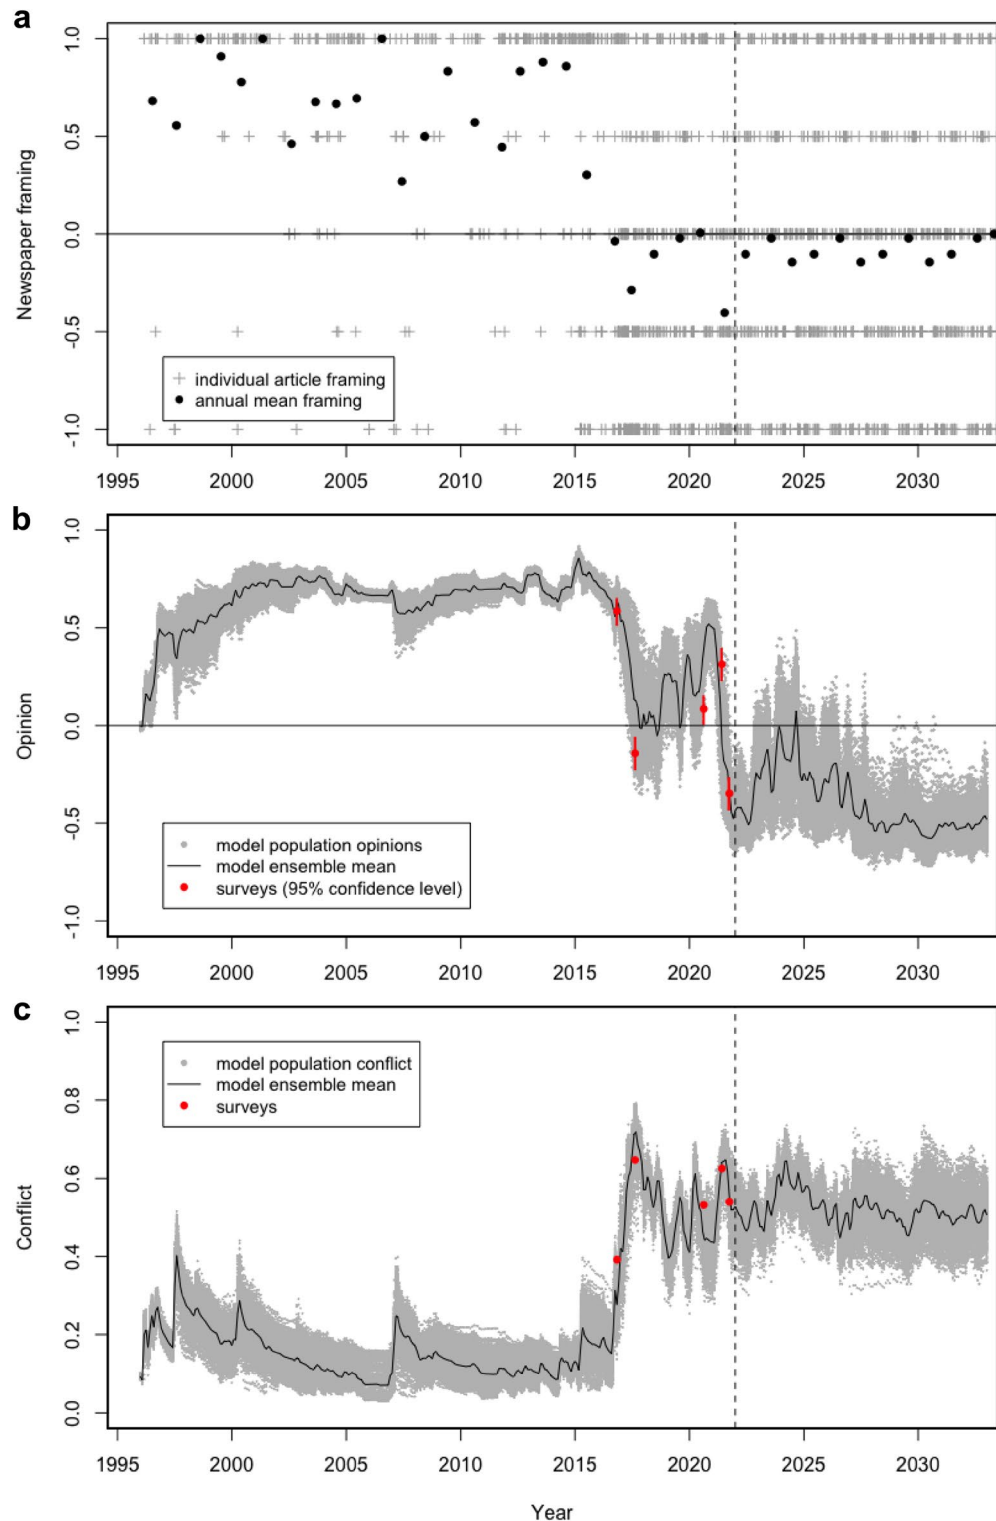 a
1.0
0.5
0.0
-0.5
-1.0
Newspaper framing
individual article framing
annual mean framing
1995 2000 2005 2010 2015 2020 2025 2030
b
1.0
0.5
0.0
-0.5
-1.0
Opinion
model population opinions
model ensemble mean
surveys (95% confidence level)
1995 2000 2005 2010 2015 2020 2025 2030
c
1.0
0.8
0.6
0.4
0.2
0.0
Conflict
model population conflict
model ensemble mean
surveys
1995 2000 2005 2010 2015 2020 2025 2030
Year